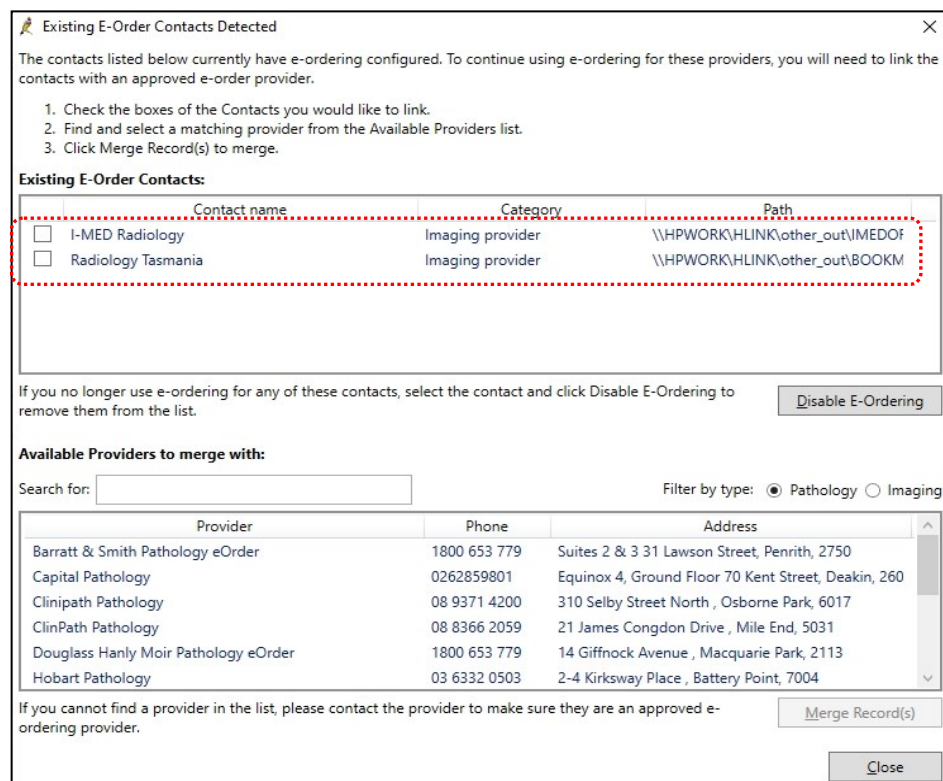 Existing E-Order Contacts Detected
The contacts listed below currently have e-ordering configured. To continue using e-ordering for these providers, you will need to link the
contacts with an approved e-order provider.
1. Check the boxes of the Contacts you would like to link.
2. Find and select a matching provider from the Available Providers list.
3. Click Merge Record(s) to merge.
Existing E-Order Contacts:
Contact name Category Path
I-MED Radiology Imaging provider \\HPWORK\HLINK\other_out\IMEDOF
Radiology Tasmania Imaging provider \\HPWORK\HLINK\other_out\BOOKM
If you no longer use e-ordering for any of these contacts, select the contact and click Disable E-Ordering to
remove them from the list.
Disable E-Ordering
Available Providers to merge with:
Search for: Filter by type: Pathology Imaging
Provider Phone Address
Barratt & Smith Pathology eOrder 1800 653 779 Suites 2 & 3 31 Lawson Street, Penrith, 2750
Capital Pathology 0262859801 Equinox 4, Ground Floor 70 Kent Street, Deakin, 260
Clinipath Pathology 08 9371 4200 310 Selby Street North , Osborne Park, 6017
ClinPath Pathology 08 8366 2059 21 James Congdon Drive , Mile End, 5031
Douglass Hanly Moir Pathology eOrder 1800 653 779 14 Giffnock Avenue , Macquarie Park, 2113
Hobart Pathology 03 6332 0503 2-4 Kirksway Place , Battery Point, 7004
If you cannot find a provider in the list, please contact the provider to make sure they are an approved e-
ordering provider.
Merge Record(s)
Close